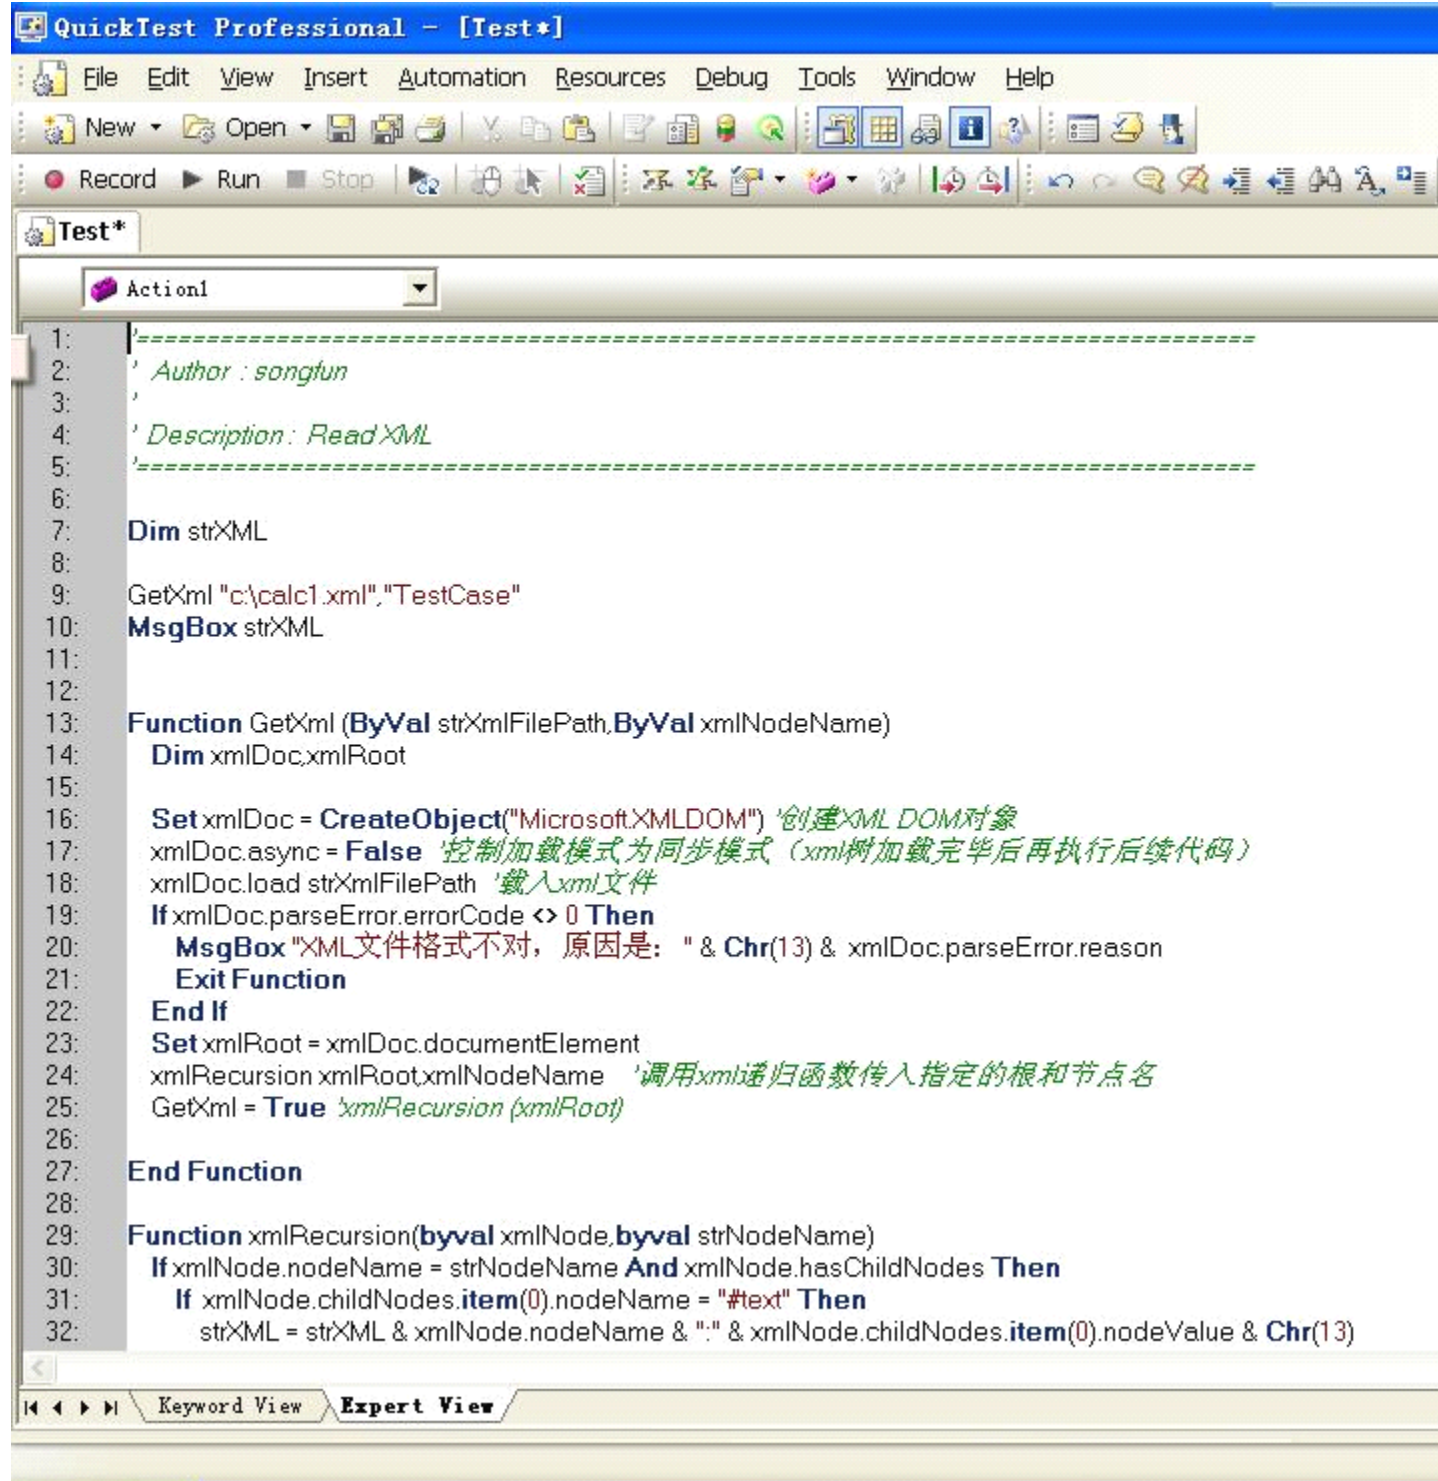 QuickTest Professional - [Test*]
File Edit View Insert Automation Resources Debug Tools Window Help
New Open
Record Run Stop
Test*
Action1
1: '================================================================================
2: ' Author : songfun
3: '
4: ' Description : Read XML
5: '================================================================================
6:
7: Dim strXML
8:
9: GetXml "c:\calc1.xml","TestCase"
10: MsgBox strXML
11:
12:
13: Function GetXml (ByVal strXmlFilePath,ByVal xmlNodeName)
14: Dim xmlDoc,xmlRoot
15:
16: Set xmlDoc = CreateObject("Microsoft.XMLDOM") '创建XML DOM对象
17: xmlDoc.async = False '控制加载模式为同步模式（xml树加载完毕后再执行后续代码）
18: xmlDoc.load strXmlFilePath '载入xml文件
19: If xmlDoc.parseError.errorCode <> 0 Then
20: MsgBox "XML文件格式不对，原因是：" & Chr(13) & xmlDoc.parseError.reason
21: Exit Function
22: End If
23: Set xmlRoot = xmlDoc.documentElement
24: xmlRecursion xmlRoot,xmlNodeName '调用xml递归函数传入指定的根和节点名
25: GetXml = True 'xmlRecursion (xmlRoot)
26:
27: End Function
28:
29: Function xmlRecursion(byval xmlNode,byval strNodeName)
30: If xmlNode.nodeName = strNodeName And xmlNode.hasChildNodes Then
31: If xmlNode.childNodes.item(0).nodeName = "#text" Then
32: strXML = strXML & xmlNode.nodeName & ":" & xmlNode.childNodes.item(0).nodeValue & Chr(13)
Keyword View Expert View